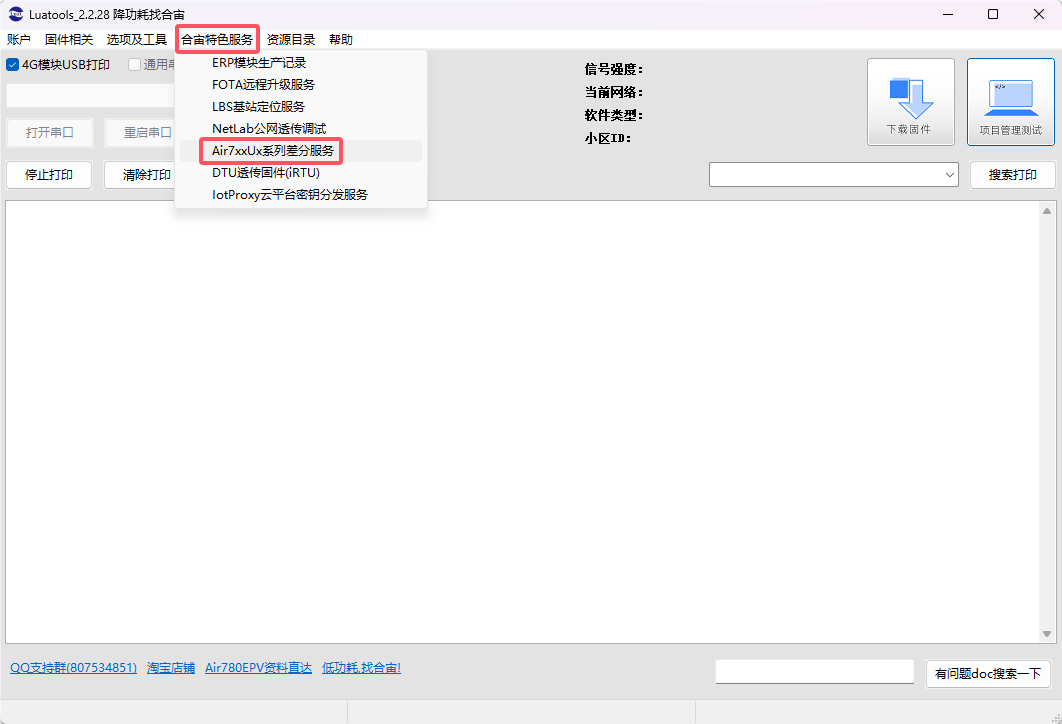 Luatools_2.2.28 降功耗找合宙
账户 固件相关 选项及工具 合宙特色服务 资源目录 帮助
4G模块USB打印 通用串
打开串口 重启串口
停止打印 清除打印
ERP模块生产记录
FOTA远程升级服务
LBS基站定位服务
NetLab公网透传调试
Air7xxUx系列差分服务
DTU透传固件(iRTU)
IotProxy云平台密钥分发服务
信号强度：
当前网络：
软件类型：
小区ID：
下载固件
</>
项目管理测试
搜索打印
QQ支持群(807534851) 淘宝店铺 Air780EPV资料直达 低功耗,找合宙!
有问题doc搜索一下